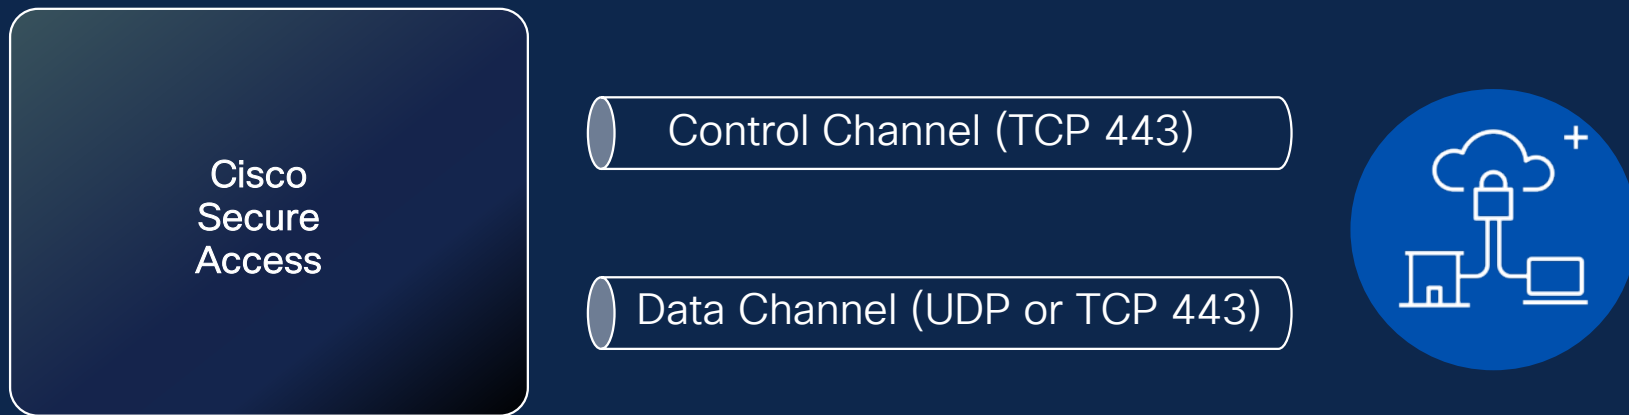 Cisco
Secure
Access
Control Channel (TCP 443)
Data Channel (UDP or TCP 443)